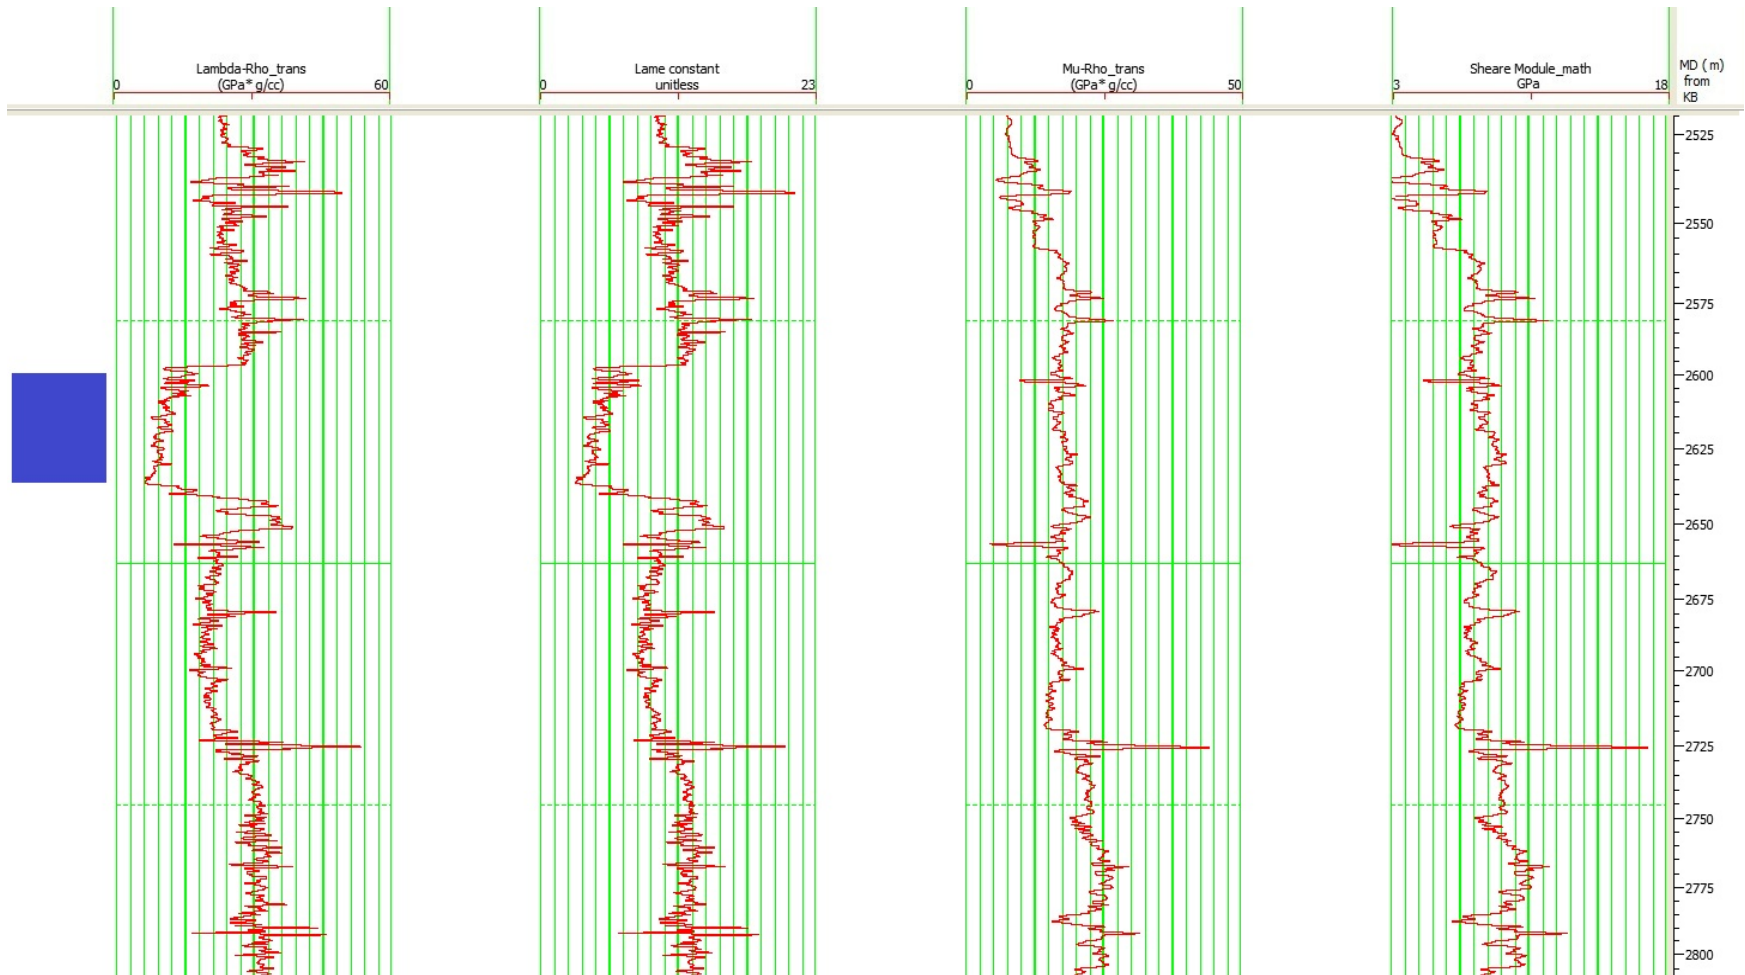 Lambda-Rho_trans
0 (GPa* g/cc) 60
Lame constant
0 unitless 23
Mu-Rho_trans
0 (GPa* g/cc) 50
Sheare Module_math
3 GPa 18
MD ( m)
from
KB
2525
2550
2575
2600
2625
2650
2675
2700
2725
2750
2775
2800